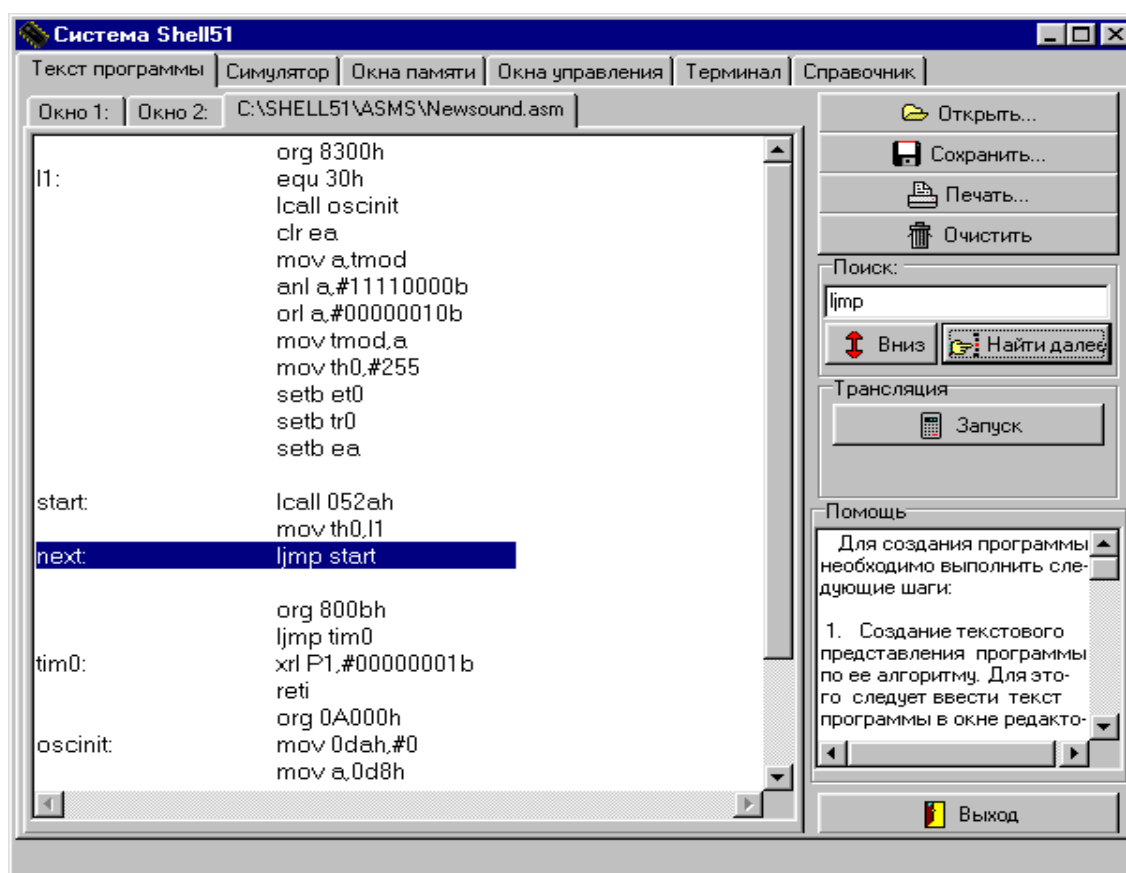 Система Shell51
Текст программы Симулятор Окна памяти Окна управления Терминал Справочник
Окно 1: Окно 2: C:\SHELL51\ASMS\Newsound.asm
org 8300h
l1: equ 30h
lcall oscinit
clr ea
mov a,tmod
anl a,#11110000b
orl a,#00000010b
mov tmod,a
mov th0,#255
setb et0
setb tr0
setb ea
start: lcall 052ah
mov th0,l1
next: ljmp start
org 800bh
ljmp tim0
tim0: xrl P1,#00000001b
reti
org 0A000h
oscinit: mov 0dah,#0
mov a,0d8h
Открыть...
Сохранить...
Печать...
Очистить
Поиск:
ljmp
Вниз Найти далее
Трансляция
Запуск
Помощь
Для создания программы
необходимо выполнить сле-
дующие шаги:
1. Создание текстового
представления программы
по ее алгоритму. Для это-
го следует ввести текст
программы в окне редакто-
Выход